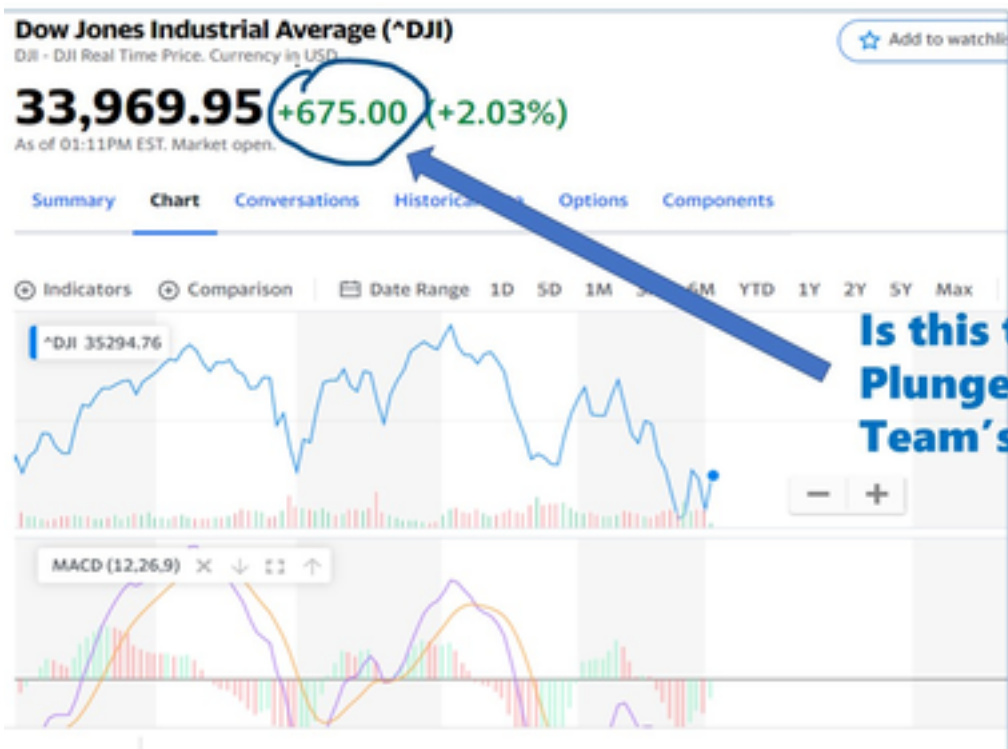 Dow Jones Industrial Average (^DJI)
DJI - DJI Real Time Price. Currency in USD
Add to watchlis
33,969.95 +675.00 (+2.03%)
As of 01:11PM EST. Market open.
Summary Chart Conversations Historica Options Components
Indicators Comparison Date Range 1D 5D 1M 6M YTD 1Y 2Y 5Y Max
^DJI 35294.76
Is this t
Plunge
Team´s
MACD (12,26,9)